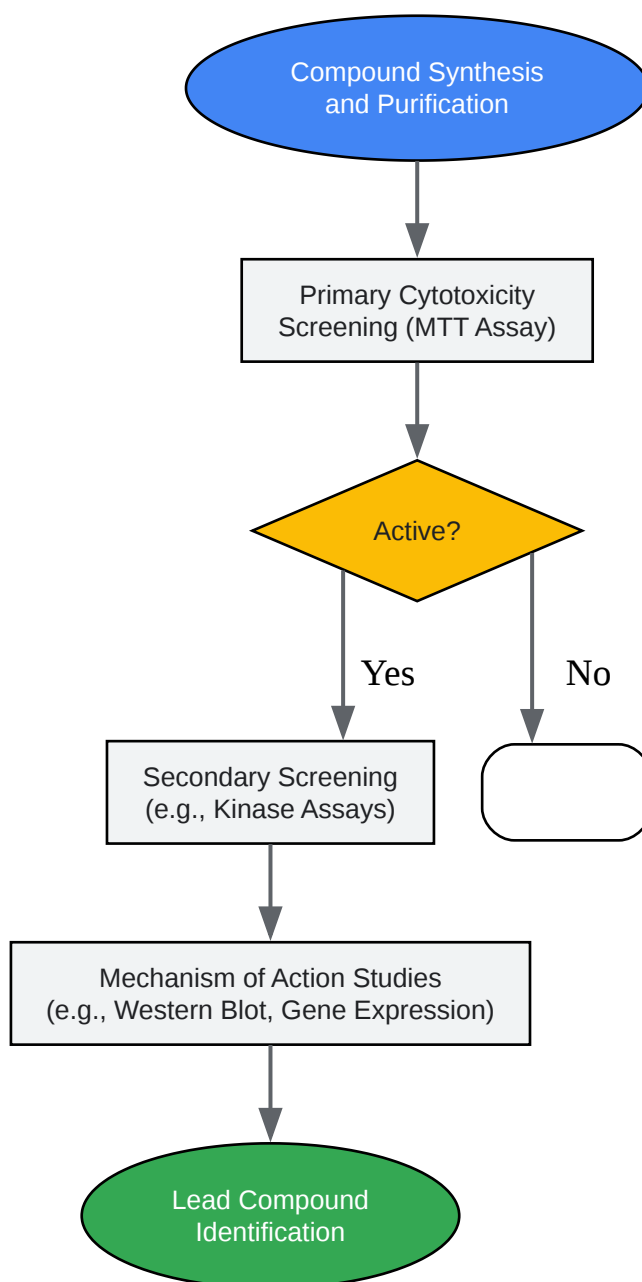 Compound Synthesis
and Purification
Primary Cytotoxicity
Screening (MTT Assay)
Active?
Yes
No
Secondary Screening
(e.g., Kinase Assays)
Mechanism of Action Studies
(e.g., Western Blot, Gene Expression)
Lead Compound
Identification